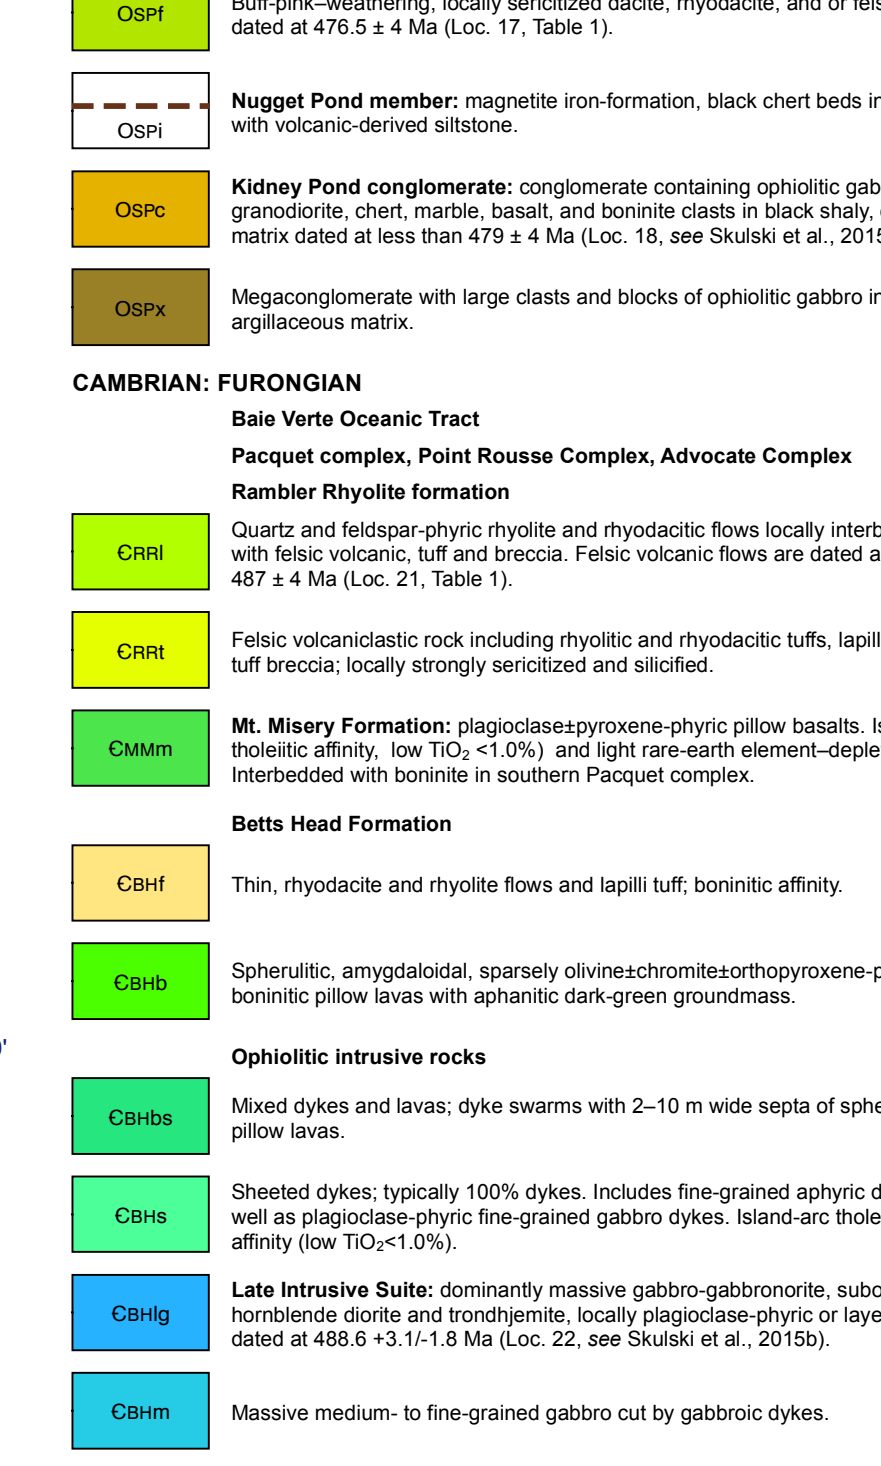 Buff-pink–weathering, locally sericitized dacite, rhyodacite, and or fels
OSPf
dated at 476.5 ± 4 Ma (Loc. 17, Table 1).
Nugget Pond member: magnetite iron-formation, black chert beds in
OSPi
with volcanic-derived siltstone.
Kidney Pond conglomerate: conglomerate containing ophiolitic gab
OSPc
granodiorite, chert, marble, basalt, and boninite clasts in black shaly,
matrix dated at less than 479 ± 4 Ma (Loc. 18, see Skulski et al., 2015
OSPx
Megaconglomerate with large clasts and blocks of ophiolitic gabbro in
argillaceous matrix.
CAMBRIAN: FURONGIAN
Baie Verte Oceanic Tract
Pacquet complex, Point Rousse Complex, Advocate Complex
Rambler Rhyolite formation
Quartz and feldspar-phyric rhyolite and rhyodacitic flows locally interb
ЄRRl
with felsic volcanic, tuff and breccia. Felsic volcanic flows are dated a
487 ± 4 Ma (Loc. 21, Table 1).
ЄRRt
Felsic volcaniclastic rock including rhyolitic and rhyodacitic tuffs, lapill
tuff breccia; locally strongly sericitized and silicified.
Mt. Misery Formation: plagioclase±pyroxene-phyric pillow basalts. Is
ЄMMm
tholeiitic affinity, low TiO₂ <1.0%) and light rare-earth element–deple
Interbedded with boninite in southern Pacquet complex.
Betts Head Formation
ЄBHf
Thin, rhyodacite and rhyolite flows and lapilli tuff; boninitic affinity.
ЄBHb
Spherulitic, amygdaloidal, sparsely olivine±chromite±orthopyroxene-p
boninitic pillow lavas with aphanitic dark-green groundmass.
Ophiolitic intrusive rocks
ЄBHbs
Mixed dykes and lavas; dyke swarms with 2–10 m wide septa of sphe
pillow lavas.
Sheeted dykes; typically 100% dykes. Includes fine-grained aphyric d
ЄBHs
well as plagioclase-phyric fine-grained gabbro dykes. Island-arc thole
affinity (low TiO₂<1.0%).
Late Intrusive Suite: dominantly massive gabbro-gabbronorite, subo
ЄBHlg
hornblende diorite and trondhjemite, locally plagioclase-phyric or laye
dated at 488.6 +3.1/-1.8 Ma (Loc. 22, see Skulski et al., 2015b).
ЄBHm
Massive medium- to fine-grained gabbro cut by gabbroic dykes.